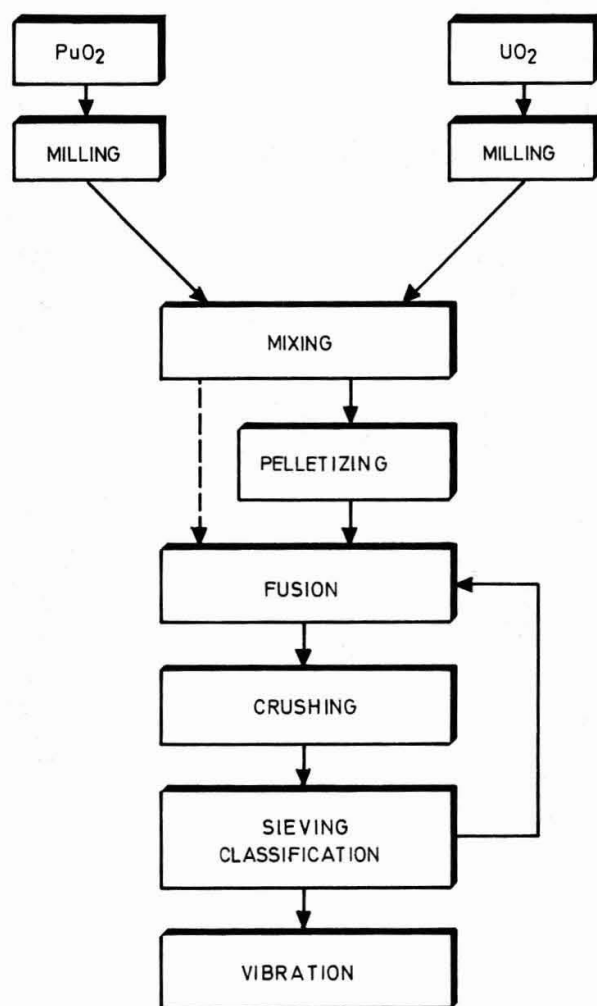 PuO₂
UO₂
MILLING
MILLING
MIXING
PELLETIZING
FUSION
CRUSHING
SIEVING
CLASSIFICATION
VIBRATION